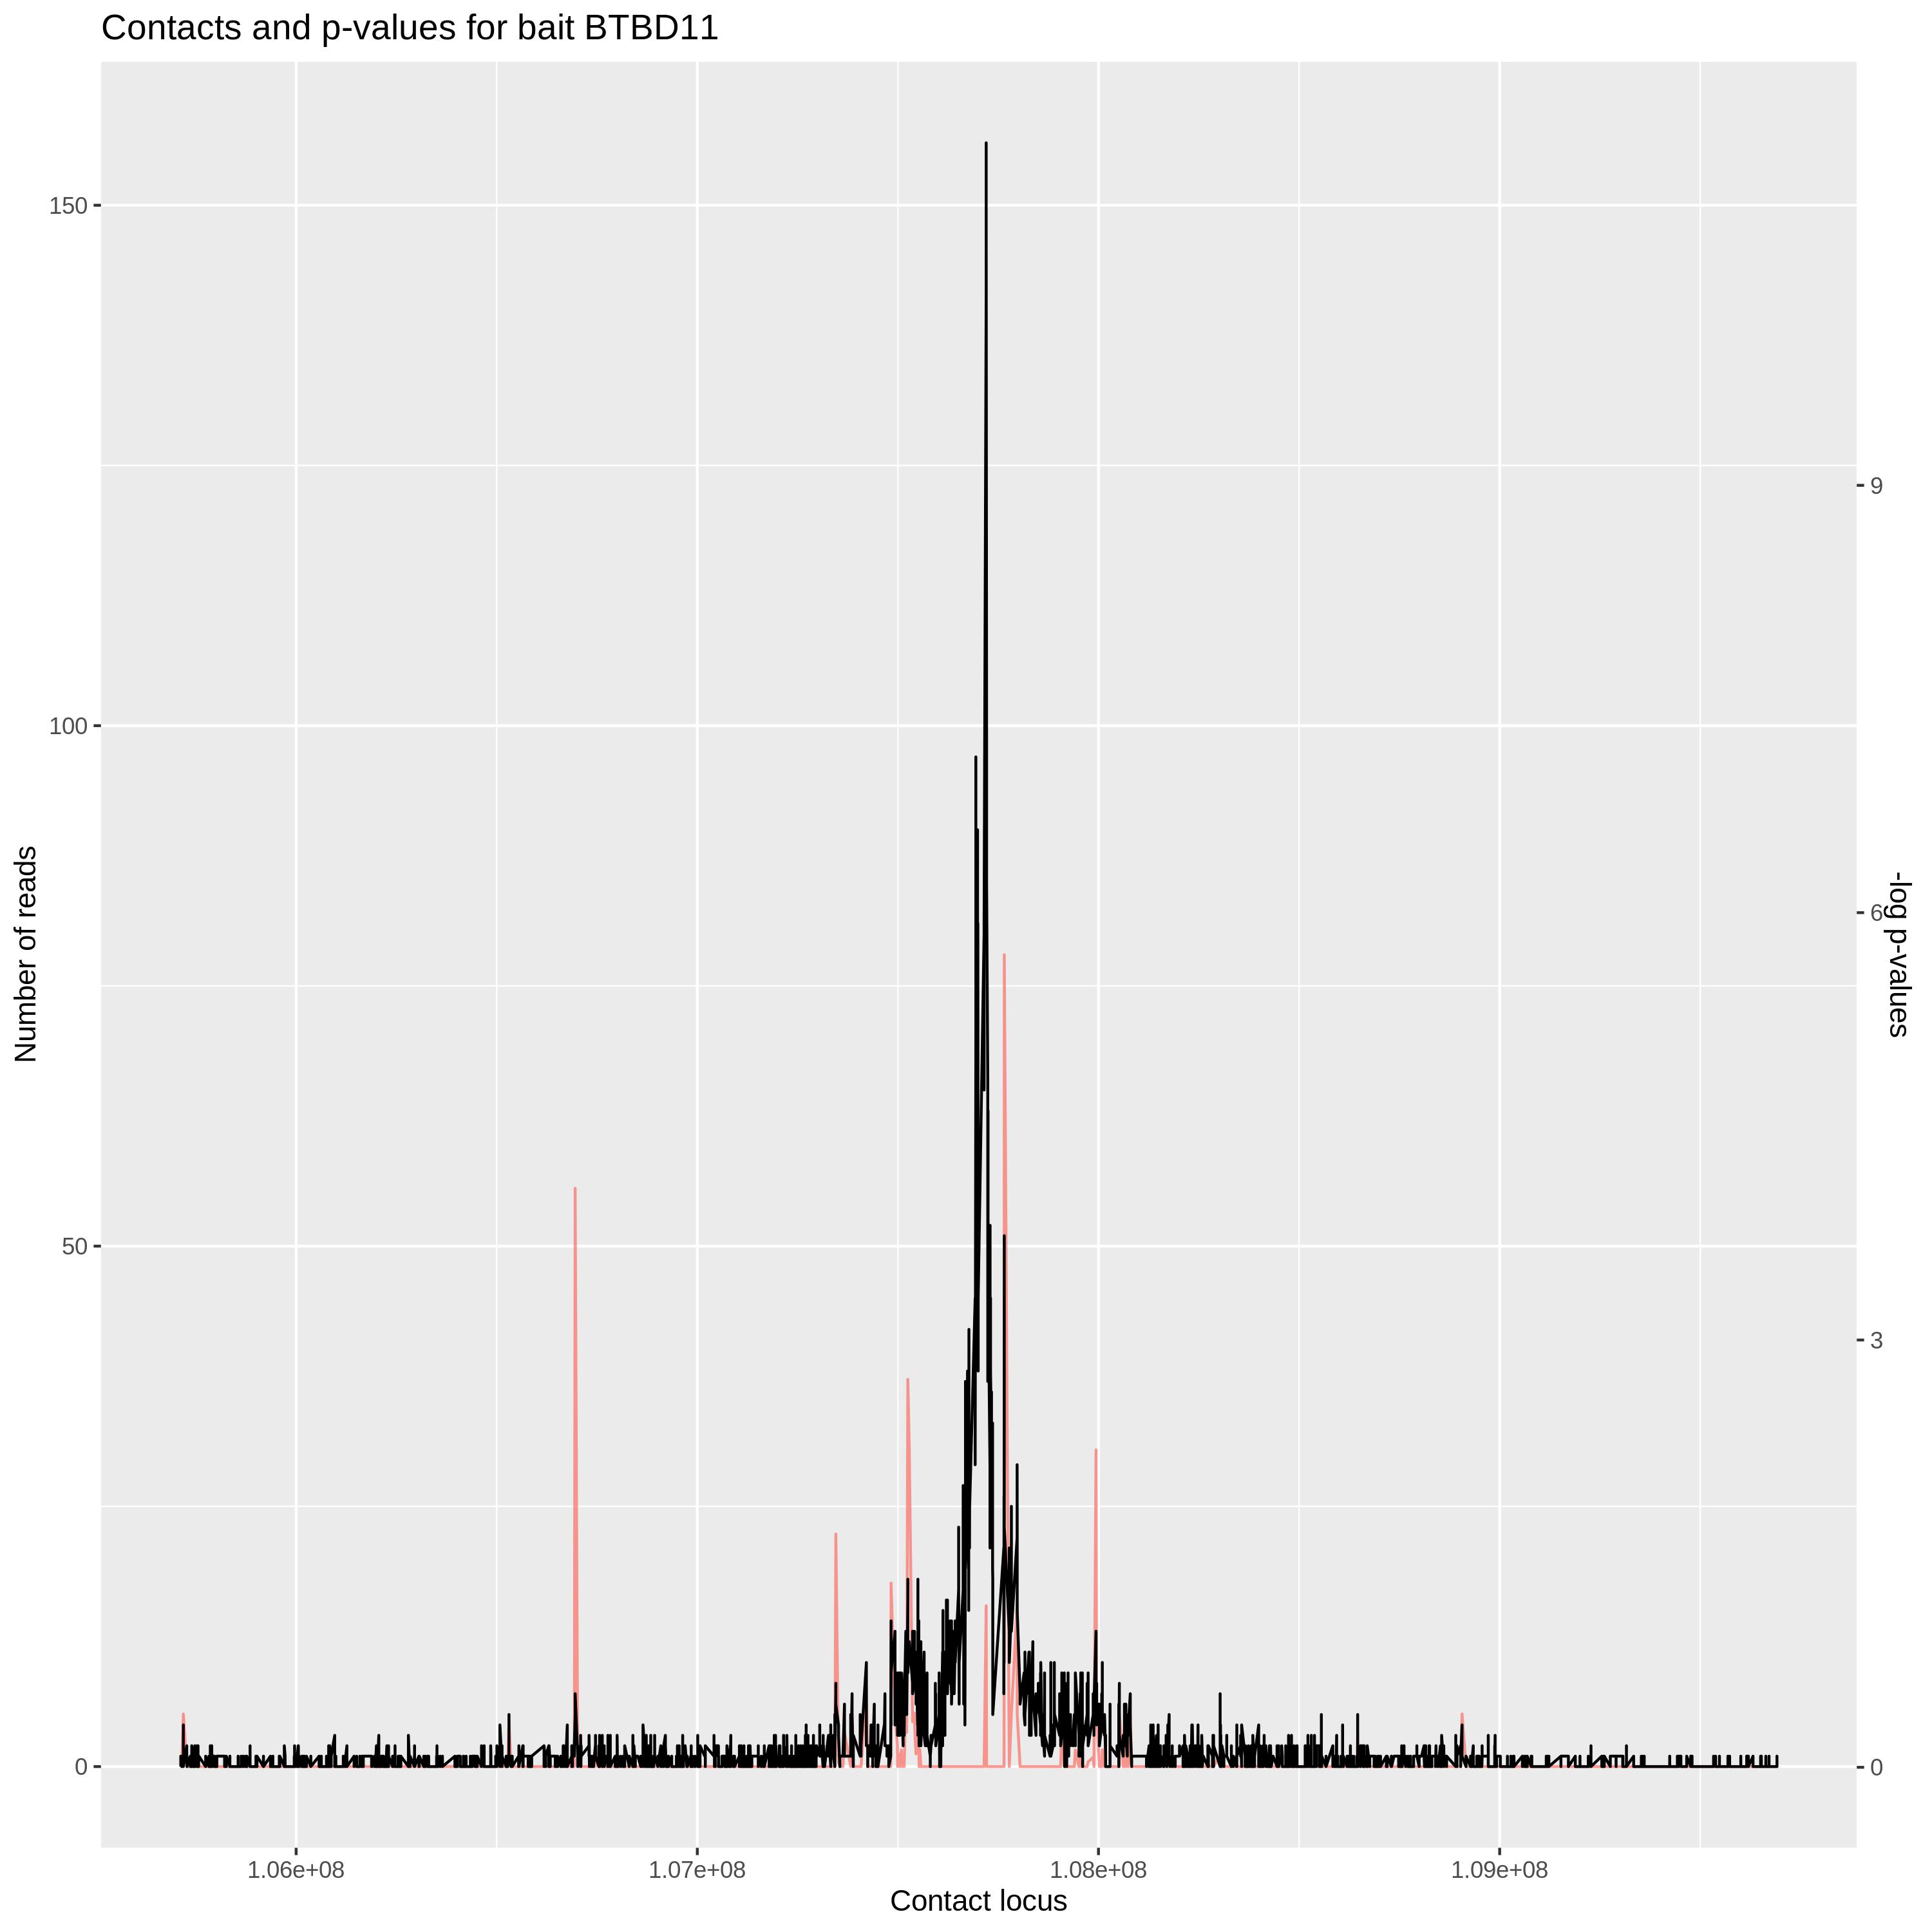 Contacts and p-values for bait BTBD11
150
100
50
0
Number of reads
9
6
3
0
-log p-values
1.06e+08 1.07e+08 1.08e+08 1.09e+08
Contact locus